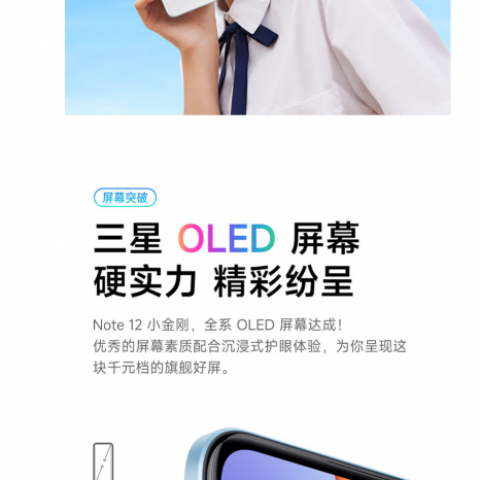 屏幕突破
三星 OLED 屏幕
硬实力 精彩纷呈
Note 12 小金刚，全系 OLED 屏幕达成！
优秀的屏幕素质配合沉浸式护眼体验，为你呈现这
块千元档的旗舰好屏。